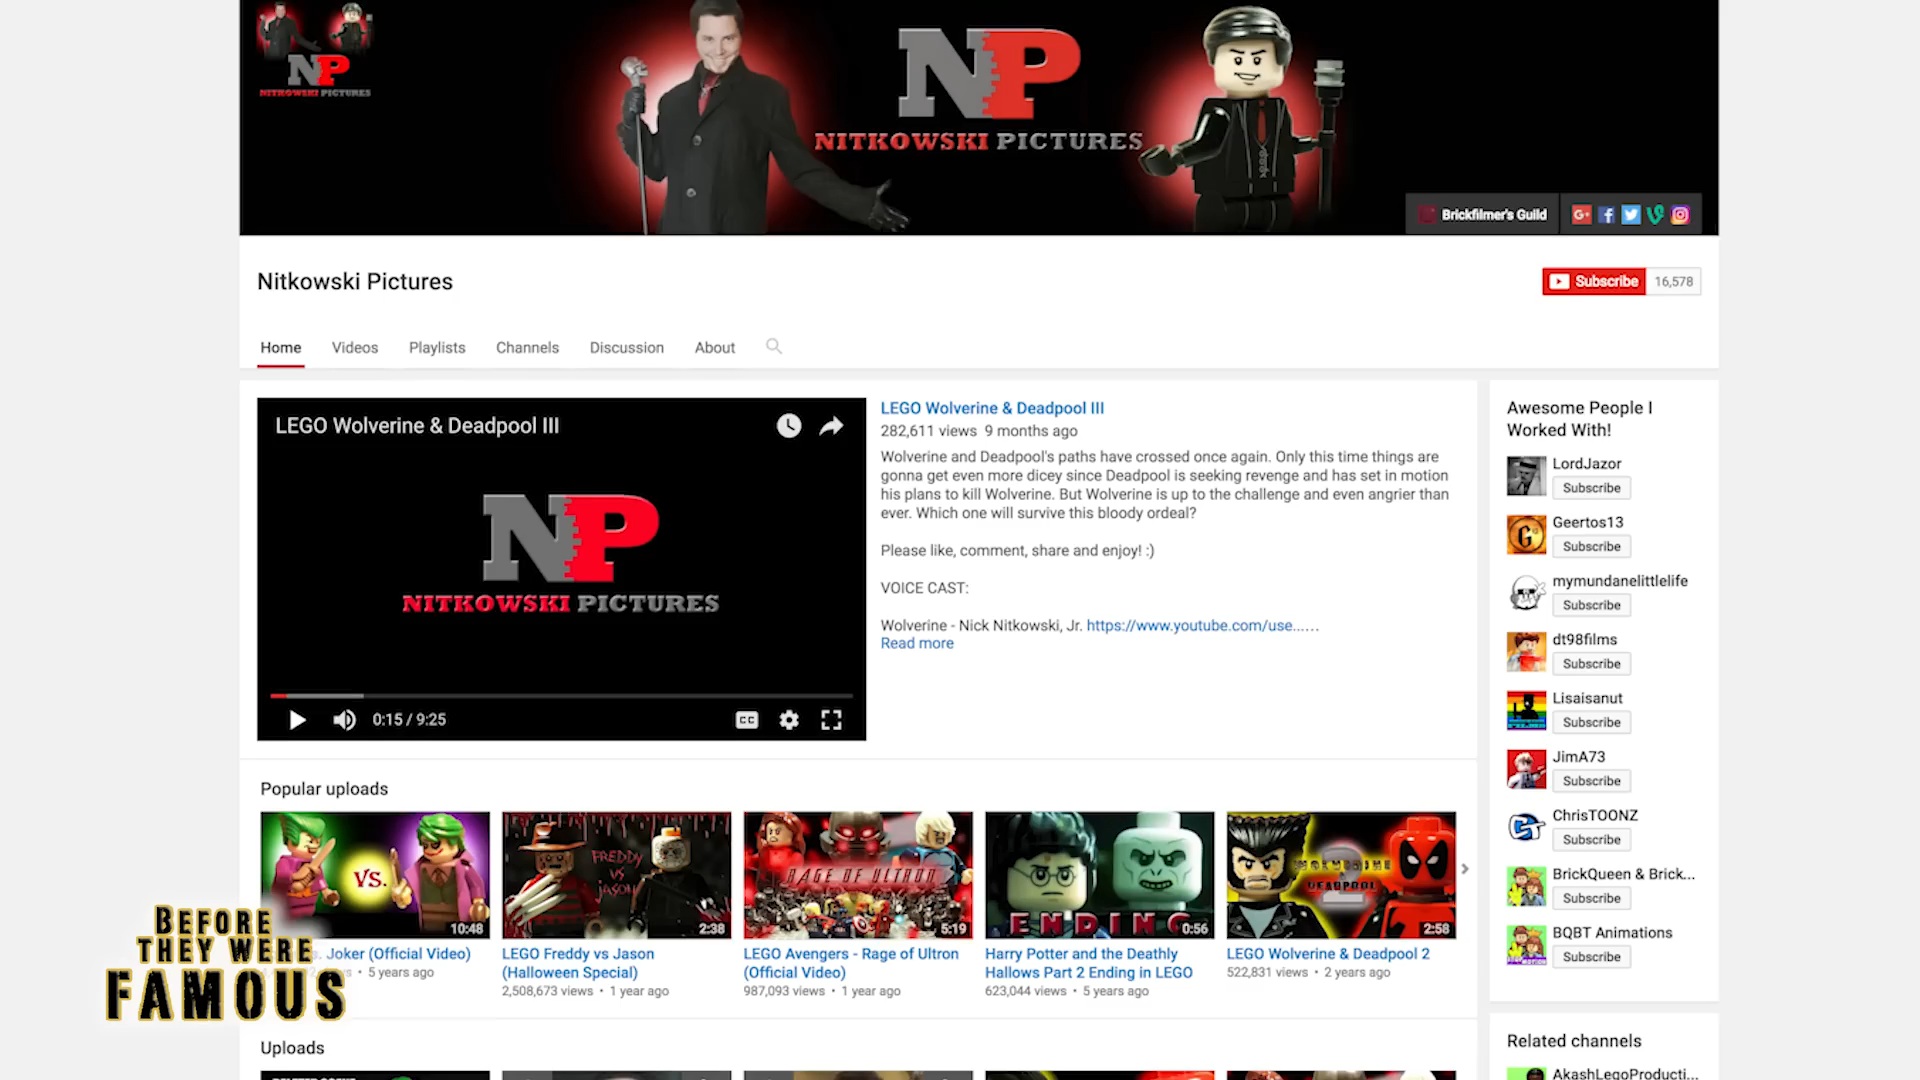 NP
NITKOWSKI PICTURES
NP
NITKOWSKI PICTURES
Brickfilmer's Guild
G+
Nitkowski Pictures
Subscribe 16,578
Home Videos Playlists Channels Discussion About
LEGO Wolverine & Deadpool III
NP
NITKOWSKI PICTURES
0:15 / 9:25
CC
LEGO Wolverine & Deadpool III
282,611 views 9 months ago
Wolverine and Deadpool's paths have crossed once again. Only this time things are
gonna get even more dicey since Deadpool is seeking revenge and has set in motion
his plans to kill Wolverine. But Wolverine is up to the challenge and even angrier than
ever. Which one will survive this bloody ordeal?
Please like, comment, share and enjoy! :)
VOICE CAST:
Wolverine - Nick Nitkowski, Jr. https://www.youtube.com/use...…
Read more
Awesome People I
Worked With!
LordJazor
Subscribe
Geertos13
Subscribe
mymundanelittlelife
Subscribe
dt98films
Subscribe
Lisaisanut
Subscribe
JimA73
Subscribe
ChrisTOONZ
Subscribe
BrickQueen & Brick...
Subscribe
BQBT Animations
Subscribe
Related channels
AkashLegoProducti...
Popular uploads
VS.
10:48
Joker (Official Video)
5 years ago
FREDDY
VS
JASON
2:38
LEGO Freddy vs Jason
(Halloween Special)
2,508,673 views • 1 year ago
RAGE OF ULTRON
5:19
LEGO Avengers - Rage of Ultron
(Official Video)
987,093 views • 1 year ago
ENDING
0:56
Harry Potter and the Deathly
Hallows Part 2 Ending in LEGO
623,044 views • 5 years ago
WOLVERINE
2
DEADPOOL
2:58
LEGO Wolverine & Deadpool 2
522,831 views • 2 years ago
Uploads
BEFORE
THEY WERE
FAMOUS